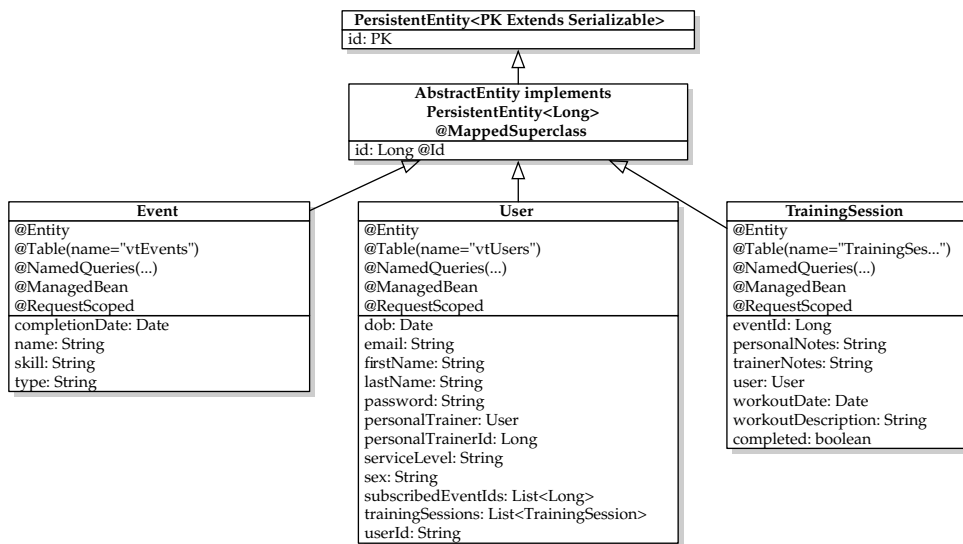 PersistentEntity<PK Extends Serializable>
id: PK
AbstractEntity implements
PersistentEntity<Long>
@MappedSuperclass
id: Long @Id
Event
@Entity
@Table(name="vtEvents")
@NamedQueries(...)
@ManagedBean
@RequestScoped
completionDate: Date
name: String
skill: String
type: String
User
@Entity
@Table(name="vtUsers")
@NamedQueries(...)
@ManagedBean
@RequestScoped
dob: Date
email: String
firstName: String
lastName: String
password: String
personalTrainer: User
personalTrainerId: Long
serviceLevel: String
sex: String
subscribedEventIds: List<Long>
trainingSessions: List<TrainingSession>
userId: String
TrainingSession
@Entity
@Table(name="TrainingSes...")
@NamedQueries(...)
@ManagedBean
@RequestScoped
eventId: Long
personalNotes: String
trainerNotes: String
user: User
workoutDate: Date
workoutDescription: String
completed: boolean